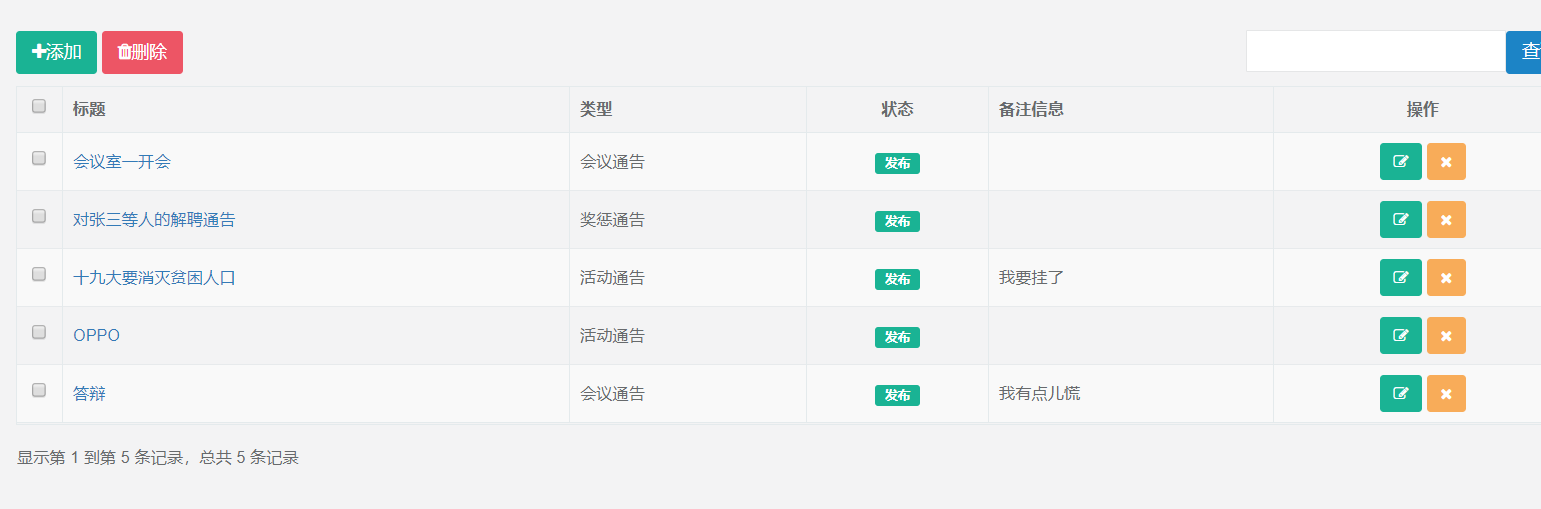 添加 删除 查
标题 类型 状态 备注信息 操作
会议室一开会 会议通告 发布
对张三等人的解聘通告 奖惩通告 发布
十九大要消灭贫困人口 活动通告 发布 我要挂了
OPPO 活动通告 发布
答辩 会议通告 发布 我有点儿慌
显示第 1 到第 5 条记录，总共 5 条记录